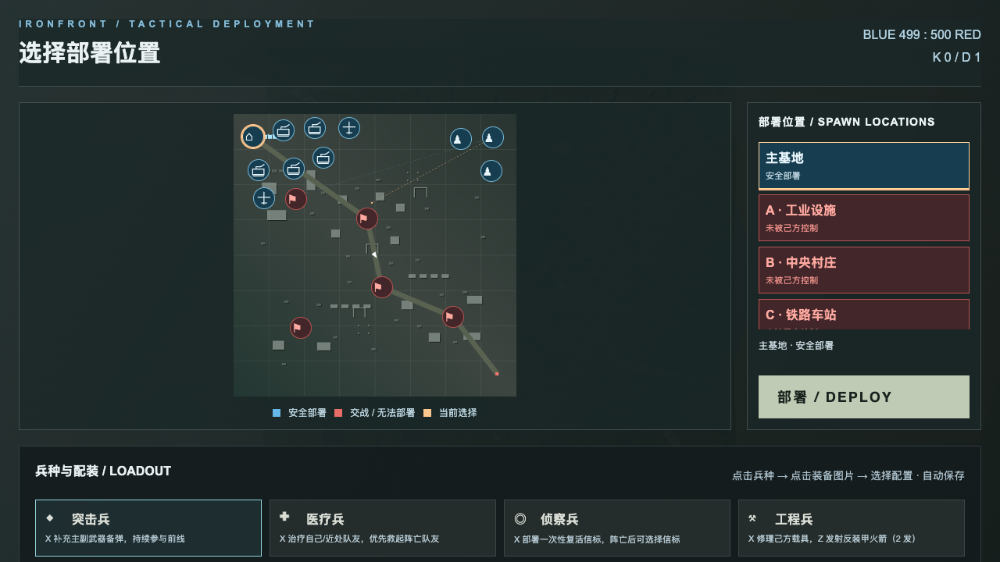 IRONFRONT / TACTICAL DEPLOYMENT
选择部署位置
BLUE 499 : 500 RED
K 0 / D 1
安全部署
交战 / 无法部署
当前选择
部署位置 / SPAWN LOCATIONS
主基地
安全部署
A · 工业设施
未被己方控制
B · 中央村庄
未被己方控制
C · 铁路车站
主基地 · 安全部署
部署 / DEPLOY
兵种与配装 / LOADOUT
点击兵种 → 点击装备图片 → 选择配置 · 自动保存
突击兵
X 补充主副武器备弹，持续参与前线
医疗兵
X 治疗自己/近处队友，优先救起阵亡队友
侦察兵
X 部署一次性复活信标，阵亡后可选择信标
工程兵
X 修理己方载具，Z 发射反装甲火箭（2 发）